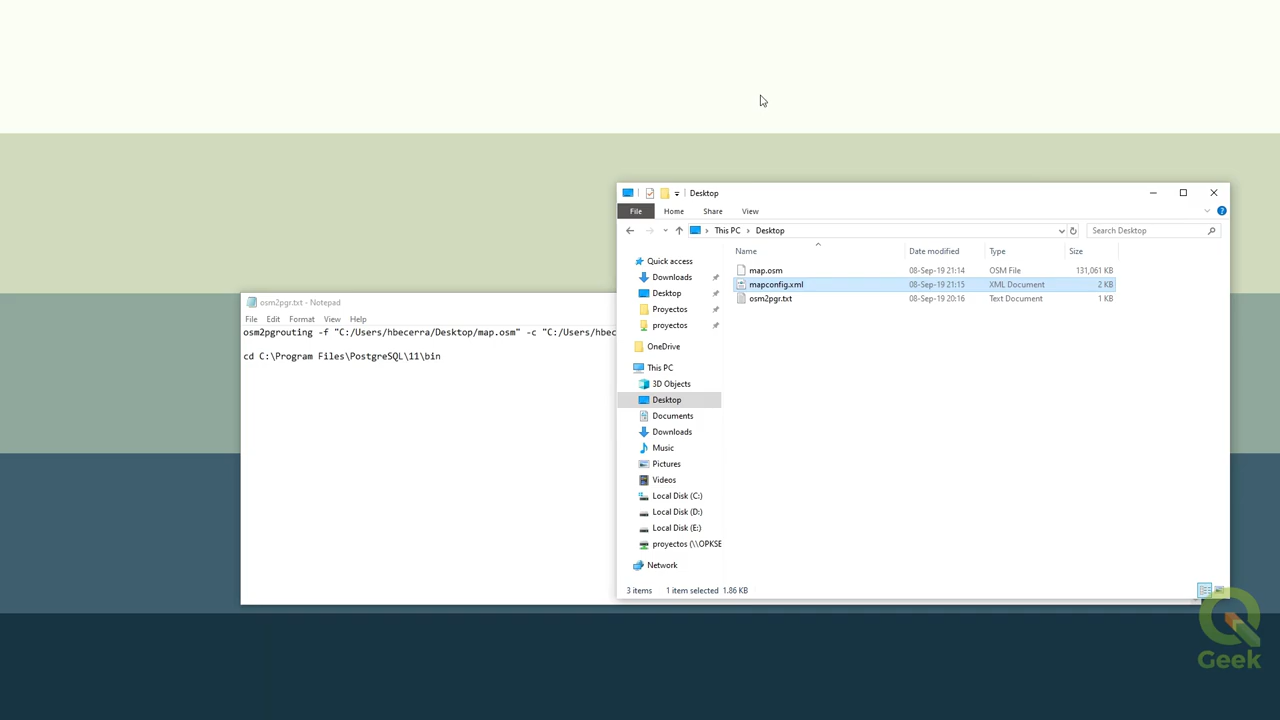 osm2pgr.txt - Notepad
File Edit Format View Help
osm2pgrouting -f "C:/Users/hbecerra/Desktop/map.osm" -c "C:/Users/hbec
cd C:\Program Files\PostgreSQL\11\bin
Desktop
File Home Share View
This PC Desktop
Search Desktop
Name Date modified Type Size
map.osm 08-Sep-19 21:14 OSM File 131,061 KB
mapconfig.xml 08-Sep-19 21:15 XML Document 2 KB
osm2pgr.txt 08-Sep-19 20:16 Text Document 1 KB
Quick access
Downloads
Desktop
Proyectos
proyectos
OneDrive
This PC
3D Objects
Desktop
Documents
Downloads
Music
Pictures
Videos
Local Disk (C:)
Local Disk (D:)
Local Disk (E:)
proyectos (\\OPKSE
Network
3 items 1 item selected 1.86 KB
Geek